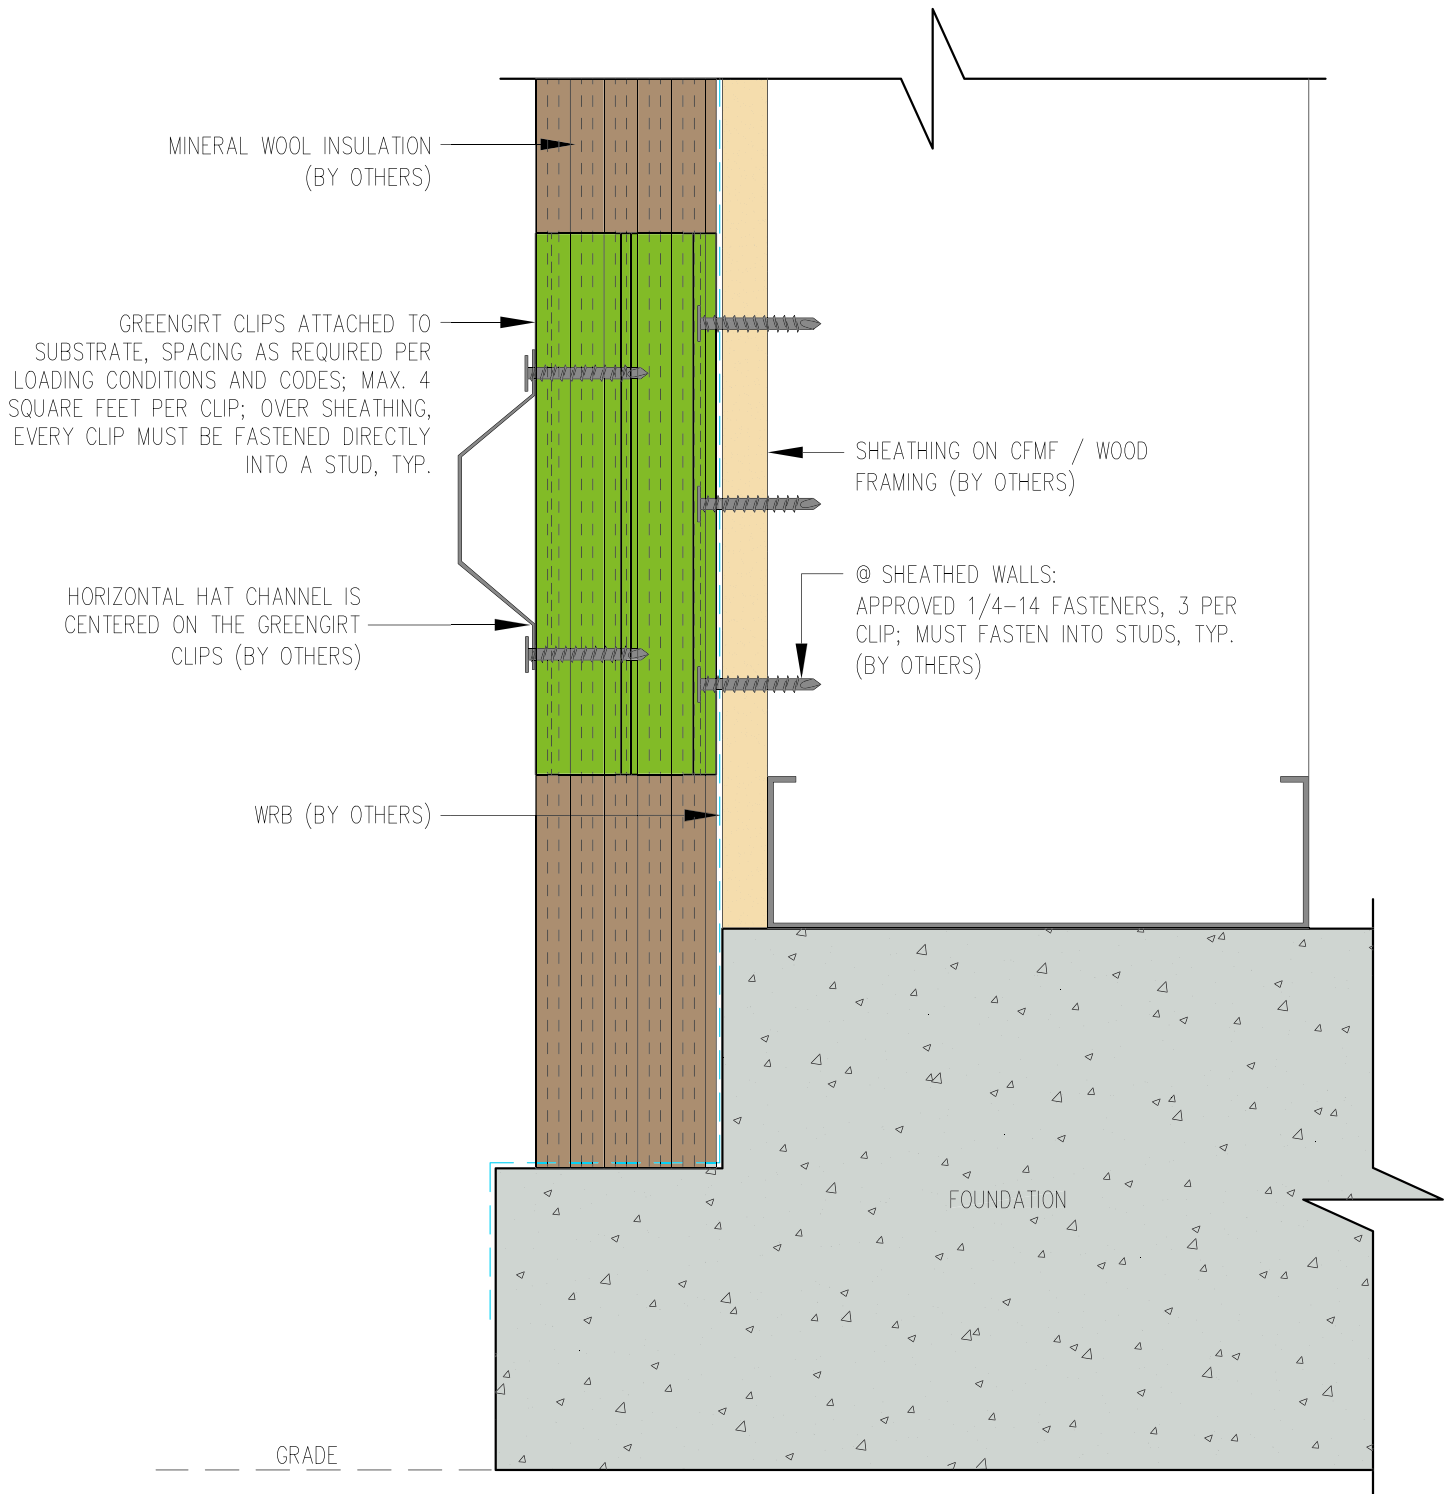 MINERAL WOOL INSULATION
(BY OTHERS)
GREENGIRT CLIPS ATTACHED TO
SUBSTRATE, SPACING AS REQUIRED PER
LOADING CONDITIONS AND CODES; MAX. 4
SQUARE FEET PER CLIP; OVER SHEATHING,
EVERY CLIP MUST BE FASTENED DIRECTLY
INTO A STUD, TYP.
SHEATHING ON CFMF / WOOD
FRAMING (BY OTHERS)
@ SHEATHED WALLS:
APPROVED 1/4-14 FASTENERS, 3 PER
CLIP; MUST FASTEN INTO STUDS, TYP.
(BY OTHERS)
HORIZONTAL HAT CHANNEL IS
CENTERED ON THE GREENGIRT
CLIPS (BY OTHERS)
WRB (BY OTHERS)
FOUNDATION
GRADE